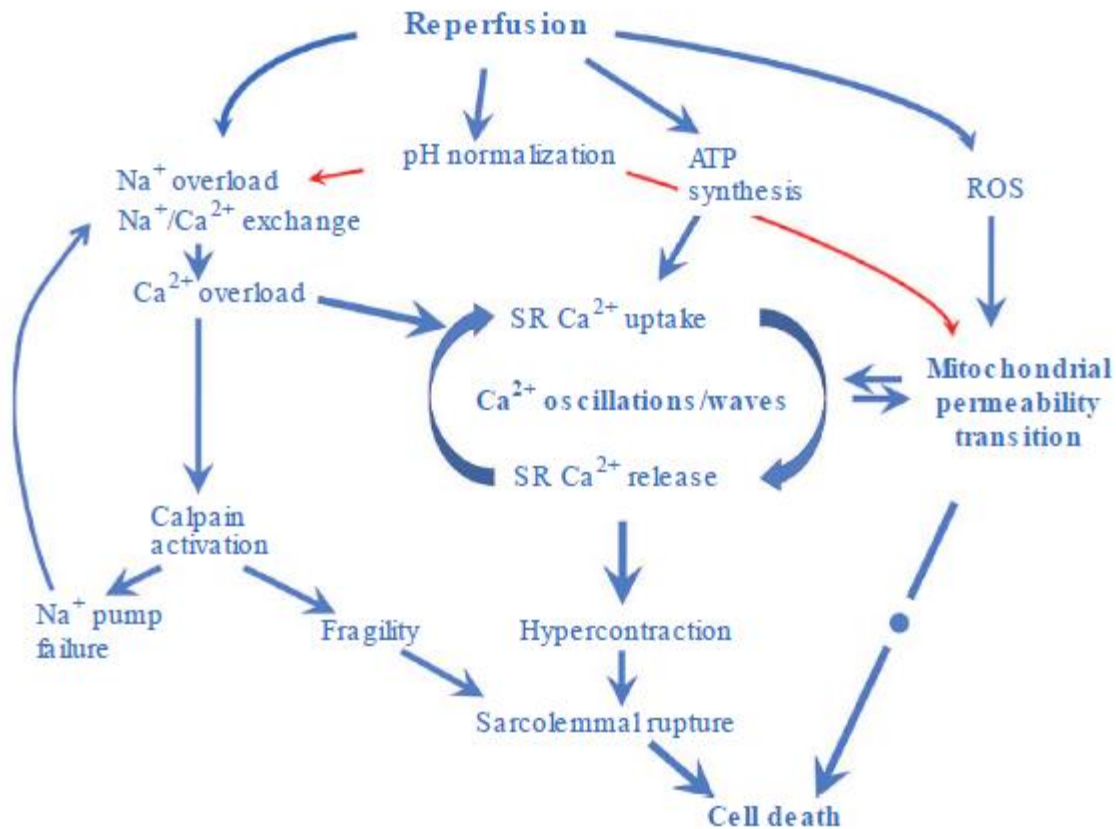 Reperfusion
pH normalization
ATP
synthesis
Na⁺ overload
Na⁺/Ca²⁺ exchange
ROS
Ca²⁺ overload
SR Ca²⁺ uptake
Ca²⁺ oscillations/waves
SR Ca²⁺ release
Mitochondrial
permeability
transition
Calpain
activation
Na⁺ pump
failure
Fragility
Hypercontraction
Sarcolemmal rupture
Cell death